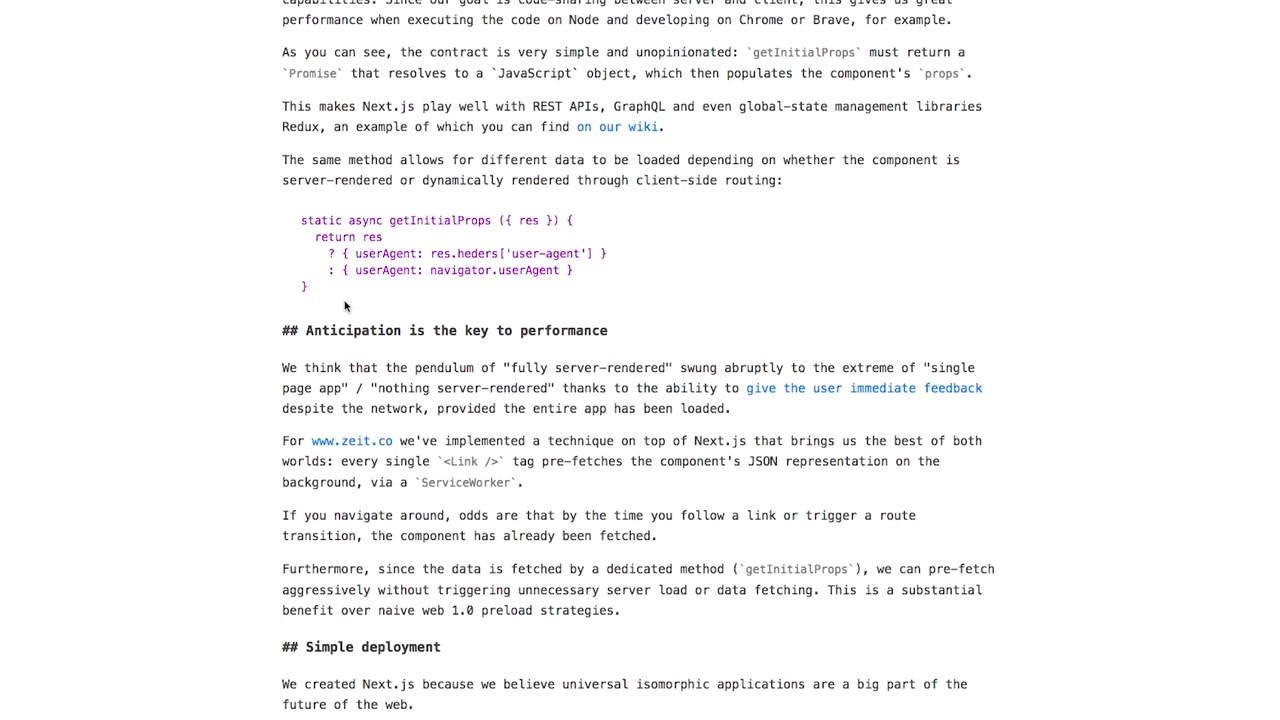 capabilities. Since our goal is code-sharing between server and client, this gives us great
performance when executing the code on Node and developing on Chrome or Brave, for example.
As you can see, the contract is very simple and unopinionated: `getInitialProps` must return a
`Promise` that resolves to a `JavaScript` object, which then populates the component's `props`.
This makes Next.js play well with REST APIs, GraphQL and even global-state management libraries
Redux, an example of which you can find on our wiki.
The same method allows for different data to be loaded depending on whether the component is
server-rendered or dynamically rendered through client-side routing:
static async getInitialProps ({ res }) {
return res
? { userAgent: res.heders['user-agent'] }
: { userAgent: navigator.userAgent }
}
## Anticipation is the key to performance
We think that the pendulum of "fully server-rendered" swung abruptly to the extreme of "single
page app" / "nothing server-rendered" thanks to the ability to give the user immediate feedback
despite the network, provided the entire app has been loaded.
For www.zeit.co we've implemented a technique on top of Next.js that brings us the best of both
worlds: every single `<Link />` tag pre-fetches the component's JSON representation on the
background, via a `ServiceWorker`.
If you navigate around, odds are that by the time you follow a link or trigger a route
transition, the component has already been fetched.
Furthermore, since the data is fetched by a dedicated method (`getInitialProps`), we can pre-fetch
aggressively without triggering unnecessary server load or data fetching. This is a substantial
benefit over naive web 1.0 preload strategies.
## Simple deployment
We created Next.js because we believe universal isomorphic applications are a big part of the
future of the web.